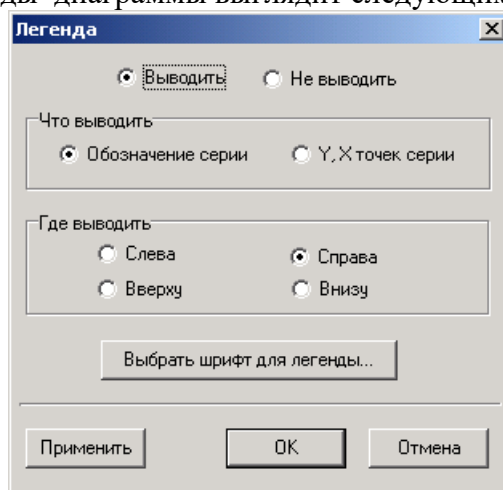 ды диаграммы выглядит следующи
Легенда
Выводить Не выводить
Что выводить
Обозначение серии Y, X точек серии
Где выводить
Слева Справа
Вверху Внизу
Выбрать шрифт для легенды...
Применить OK Отмена